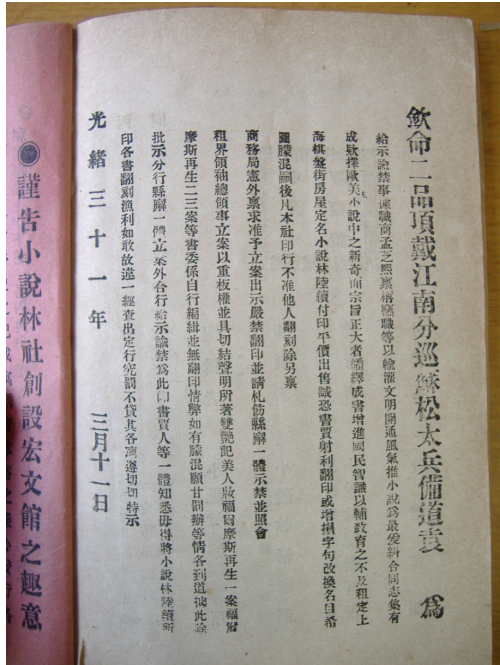 欽命二品頂戴江南分巡蘇松太兵備道袁　爲
給示諭禁事據職商孟芝熙稟稱竊職等以輸灌文明開通風氣推小說爲最爰糾合同志集有
成欵擇歐美小說中之新奇而宗旨正大者繙繹成書增進國民智識以輔敎育之不及租定上
海棋盤街房屋定名小說林陸續付印平價出售誠恐書賈射利翻印或增損字句改換名目希
圖朦混嗣後凡本社印行不准他人翻刻除另稟
商務局憲外稟求准予立案出示嚴禁翻印並請札飭縣廨一體示禁並照會
租界領袖總領事立案以重板權並具切結聲明所著雙艷記美人妝福爾摩斯再生一案福爾
摩斯再生二三案等書委係自行編緝並無翻印情弊如有朦混願甘罰辦等情各到道據此除
批示分行縣廨一體立案外合行給示諭禁爲此仰書賈人等一體知悉毋得將小說林陸續所
印各書翻刻漁利如敢故違一經查出定行究罰不貸其各凜遵切切特示
光緒三十一年　三月十一日
謹告小說林社創設宏文館之趣意